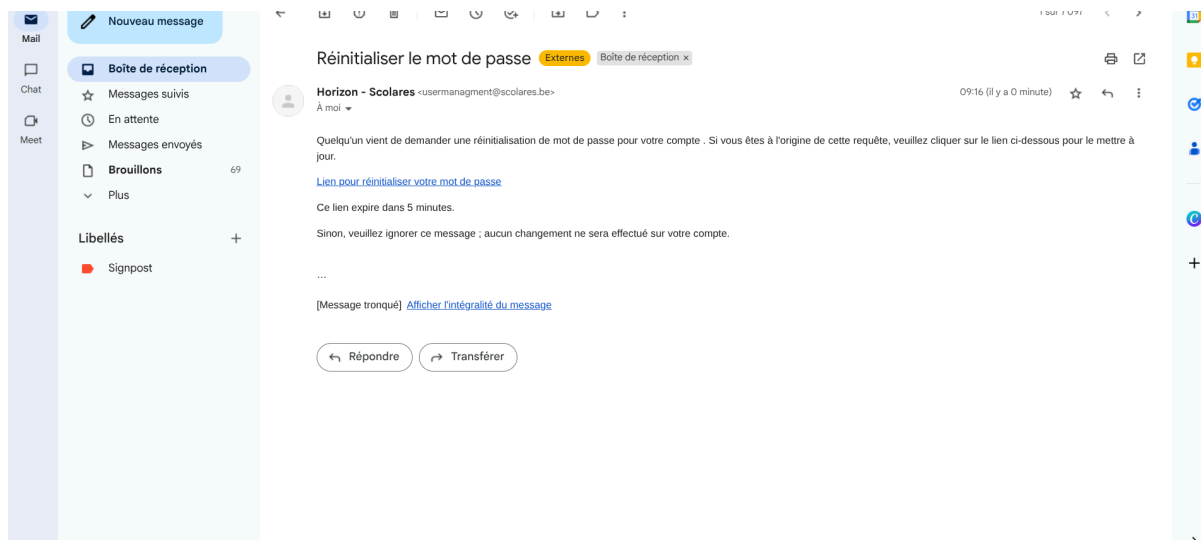 Mail
Nouveau message
Chat
Meet
Boîte de réception
Messages suivis
En attente
Messages envoyés
Brouillons 69
Plus
Libellés
Signpost
Réinitialiser le mot de passe Externes Boîte de réception ×
Horizon - Scolares <usermanagment@scolares.be> 09:16 (il y a 0 minute)
À moi
Quelqu'un vient de demander une réinitialisation de mot de passe pour votre compte . Si vous êtes à l'origine de cette requête, veuillez cliquer sur le lien ci-dessous pour le mettre à
jour.
Lien pour réinitialiser votre mot de passe
Ce lien expire dans 5 minutes.
Sinon, veuillez ignorer ce message ; aucun changement ne sera effectué sur votre compte.
...
[Message tronqué] Afficher l'intégralité du message
Répondre Transférer
31